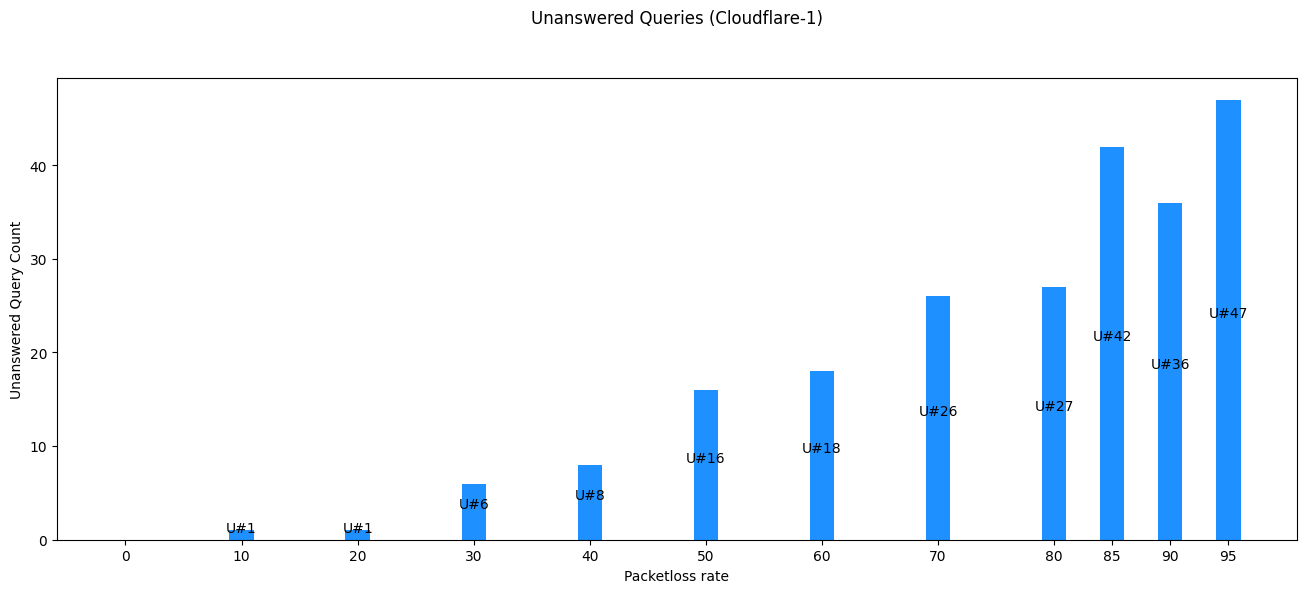 Unanswered Queries (Cloudflare-1)
Unanswered Query Count
40
30
20
10
0
U#1
U#1
U#6
U#8
U#16
U#18
U#26
U#27
U#42
U#36
U#47
0 10 20 30 40 50 60 70 80 85 90 95
Packetloss rate